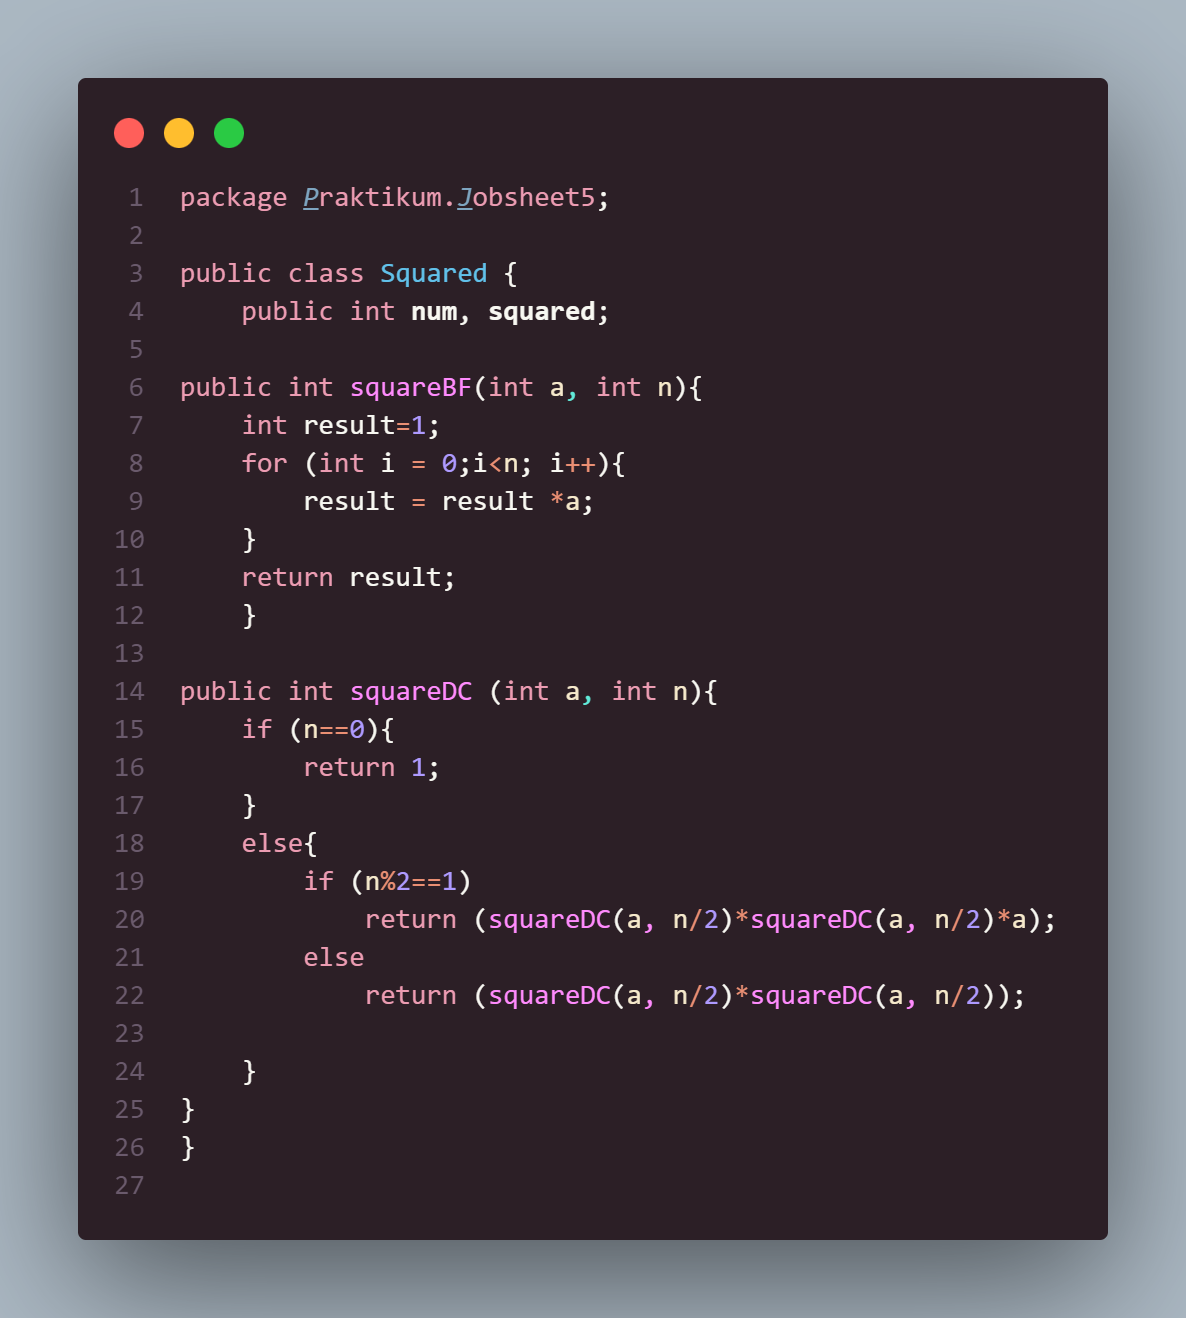 1 package Praktikum.Jobsheet5;
2
3 public class Squared {
4     public int num, squared;
5
6 public int squareBF(int a, int n){
7     int result=1;
8     for (int i = 0;i<n; i++){
9         result = result *a;
10     }
11     return result;
12     }
13
14 public int squareDC (int a, int n){
15     if (n==0){
16         return 1;
17     }
18     else{
19         if (n%2==1)
20             return (squareDC(a, n/2)*squareDC(a, n/2)*a);
21         else
22             return (squareDC(a, n/2)*squareDC(a, n/2));
23
24     }
25 }
26 }
27